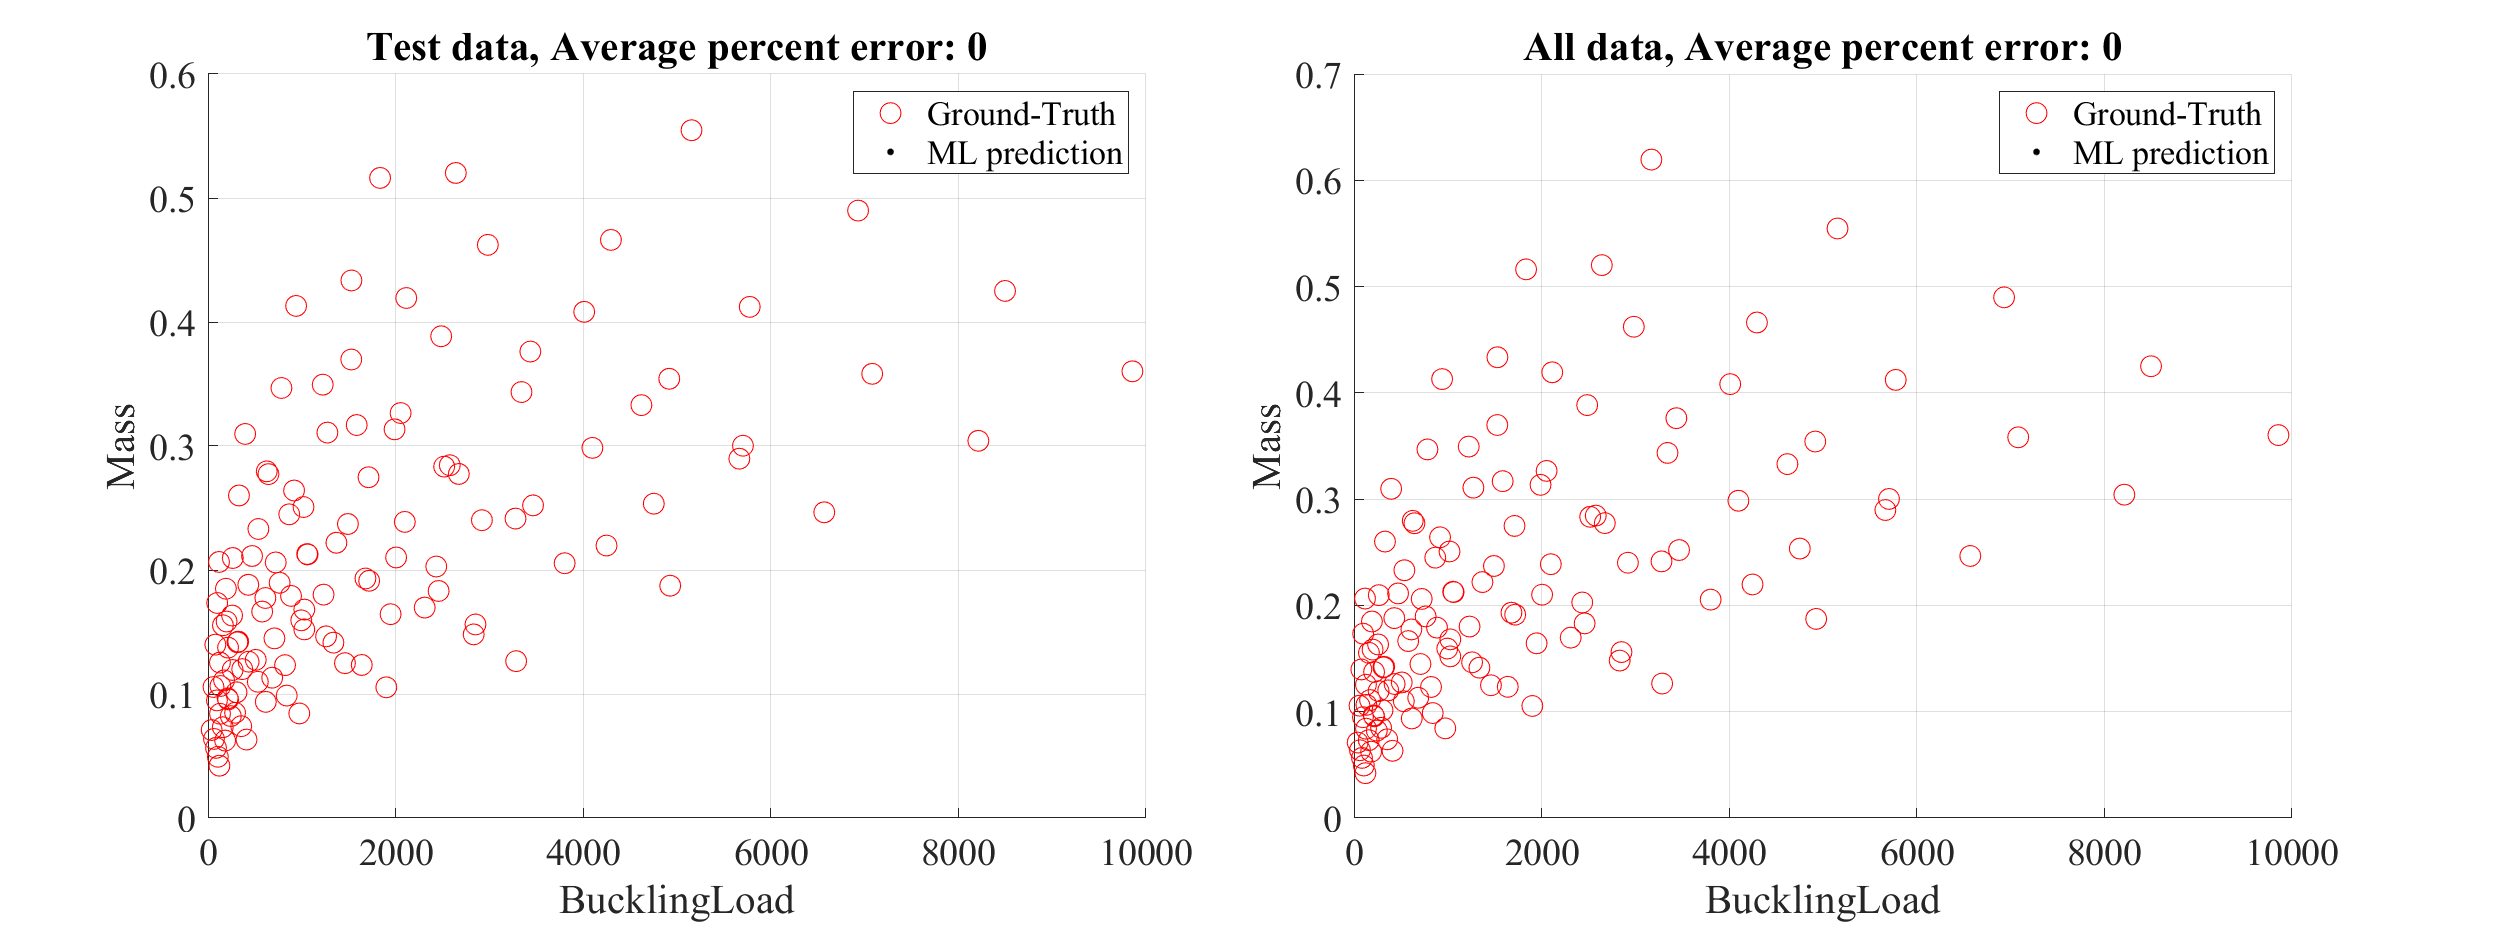 Test data, Average percent error: 0
0.6
0.5
0.4
0.3
0.2
0.1
0
Mass
Ground-Truth
ML prediction
0 2000 4000 6000 8000 10000
BucklingLoad
All data, Average percent error: 0
0.7
0.6
0.5
0.4
0.3
0.2
0.1
0
Mass
Ground-Truth
ML prediction
0 2000 4000 6000 8000 10000
BucklingLoad